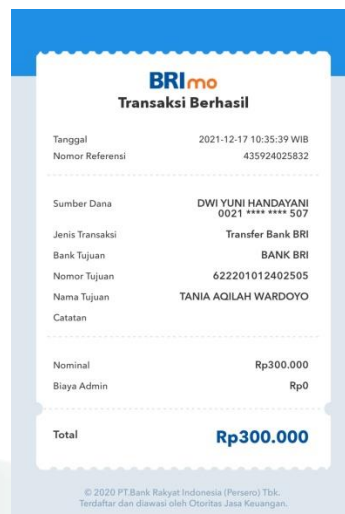 BRImo
Transaksi Berhasil
Tanggal 2021-12-17 10:35:39 WIB
Nomor Referensi 435924025832
Sumber Dana DWI YUNI HANDAYANI
0021 **** **** 507
Jenis Transaksi Transfer Bank BRI
Bank Tujuan BANK BRI
Nomor Tujuan 622201012402505
Nama Tujuan TANIA AQILAH WARDOYO
Catatan
Nominal Rp300.000
Biaya Admin Rp0
Total Rp300.000
© 2020 PT.Bank Rakyat Indonesia (Persero) Tbk.
Terdaftar dan diawasi oleh Otoritas Jasa Keuangan.